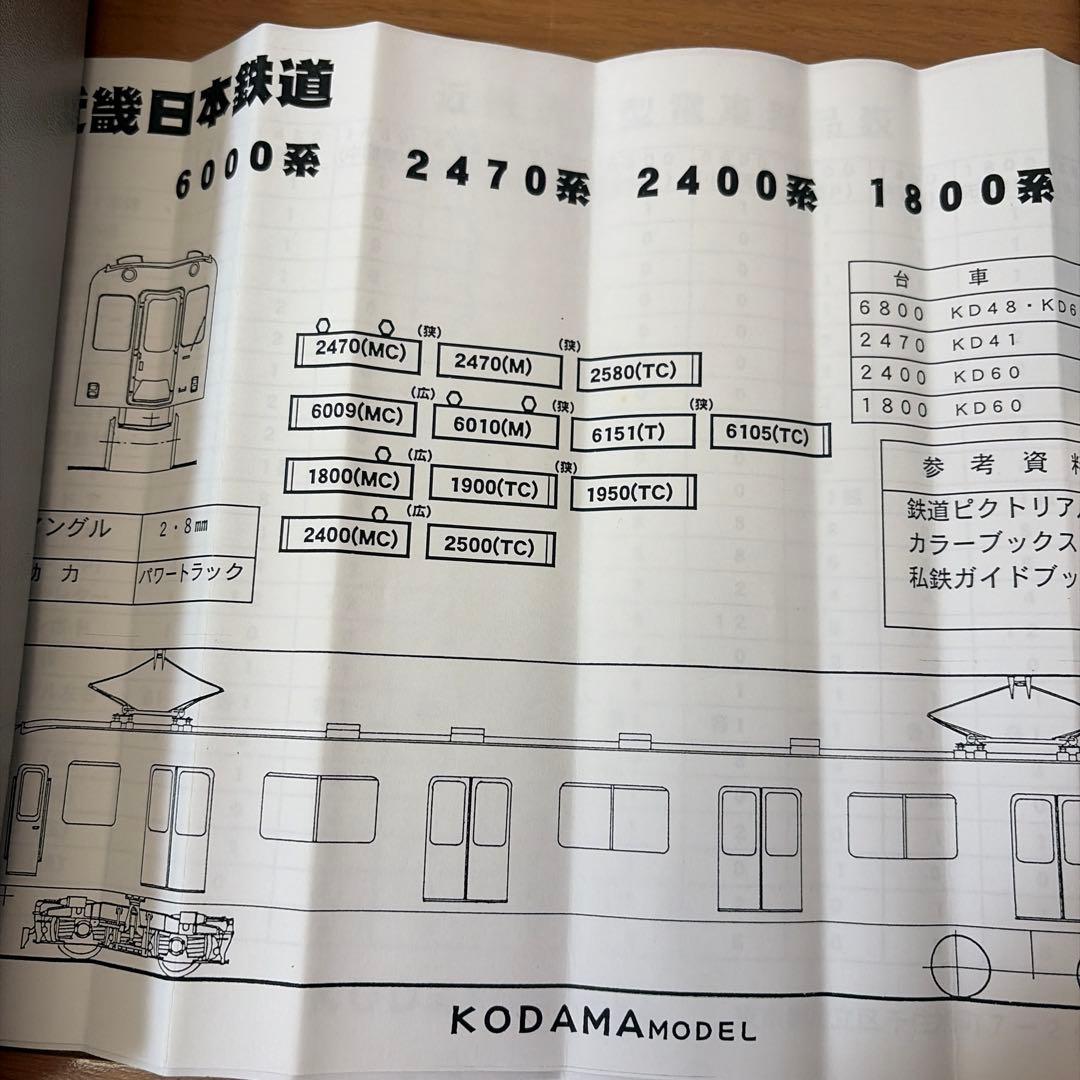 近畿日本鉄道
6000系 2470系 2400系 1800系
台 車
6800 KD48・KD6
2470 KD41
2400 KD60
1800 KD60
(狭) (狭)
2470(MC) 2470(M) 2580(TC)
(広) (狭) (狭)
6009(MC) 6010(M) 6151(T) 6105(TC)
(広) (狭)
1800(MC) 1900(TC) 1950(TC)
(広)
2400(MC) 2500(TC)
参 考 資 料
鉄道ピクトリア
カラーブックス
私鉄ガイドブッ
ングル 2・8mm
動 力 パワートラック
KODAMAMODEL